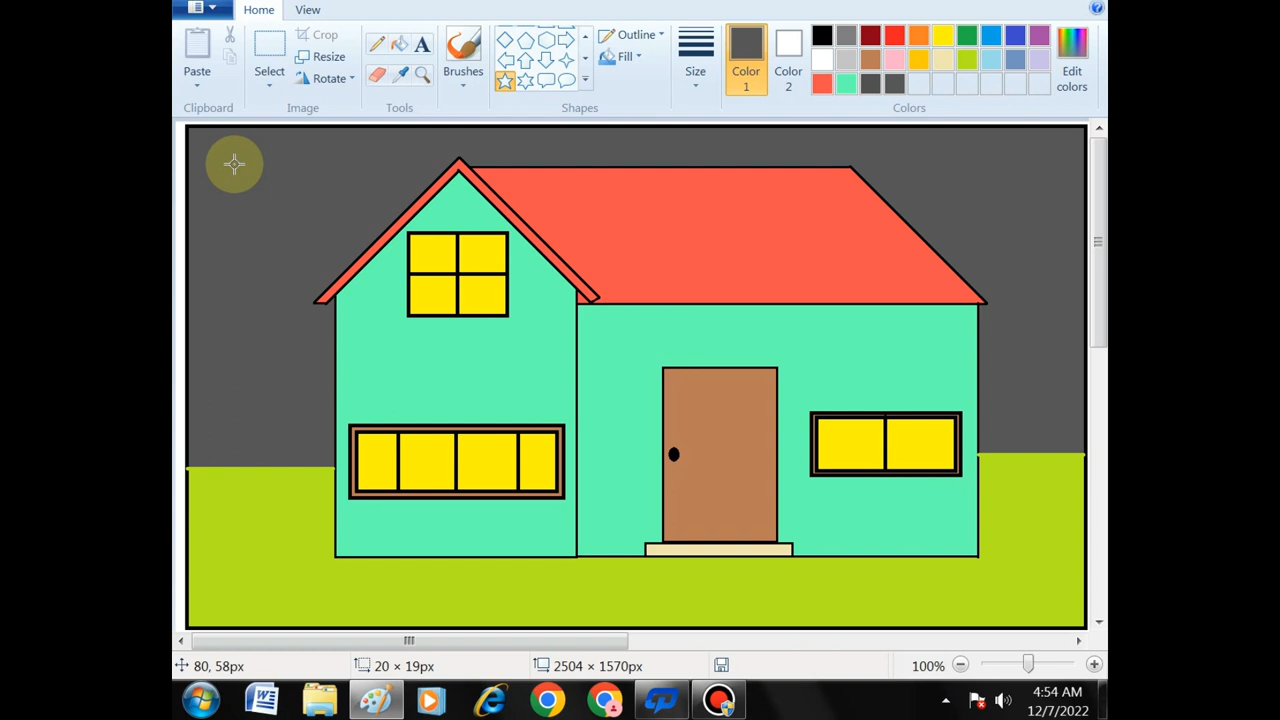 Home View
Paste
Clipboard
Select
Crop
Resize
Rotate
Image
A
Tools
Brushes
Outline
Fill
Shapes
Size
Color
1
Color
2
Edit
colors
Colors
80, 58px
20 × 19px
2504 × 1570px
100%
4:54 AM
12/7/2022